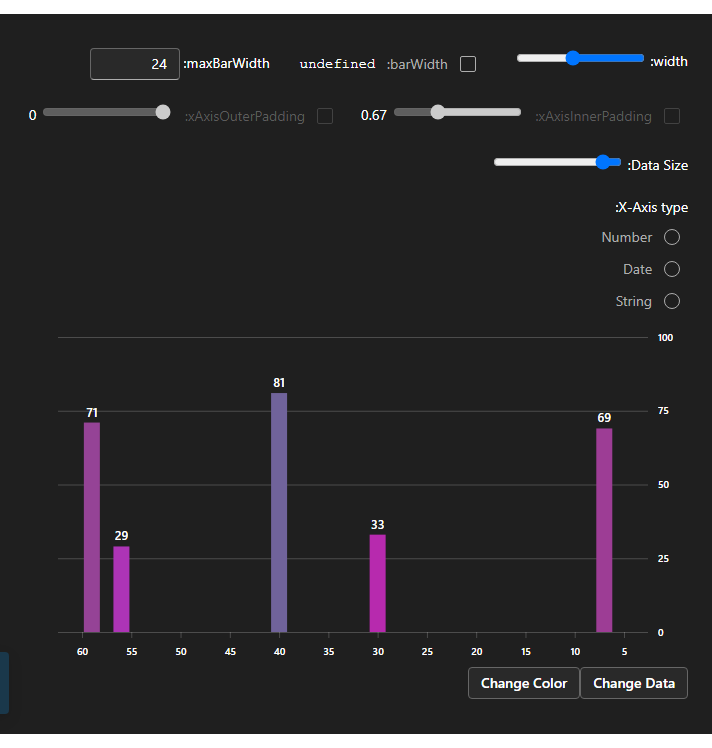 :width
undefined :barWidth
24 :maxBarWidth
:xAxisInnerPadding
0.67
:xAxisOuterPadding
0
:Data Size
:X-Axis type
Number
Date
String
100
75
50
25
0
71
29
81
33
69
60 55 50 45 40 35 30 25 20 15 10 5
Change Color
Change Data